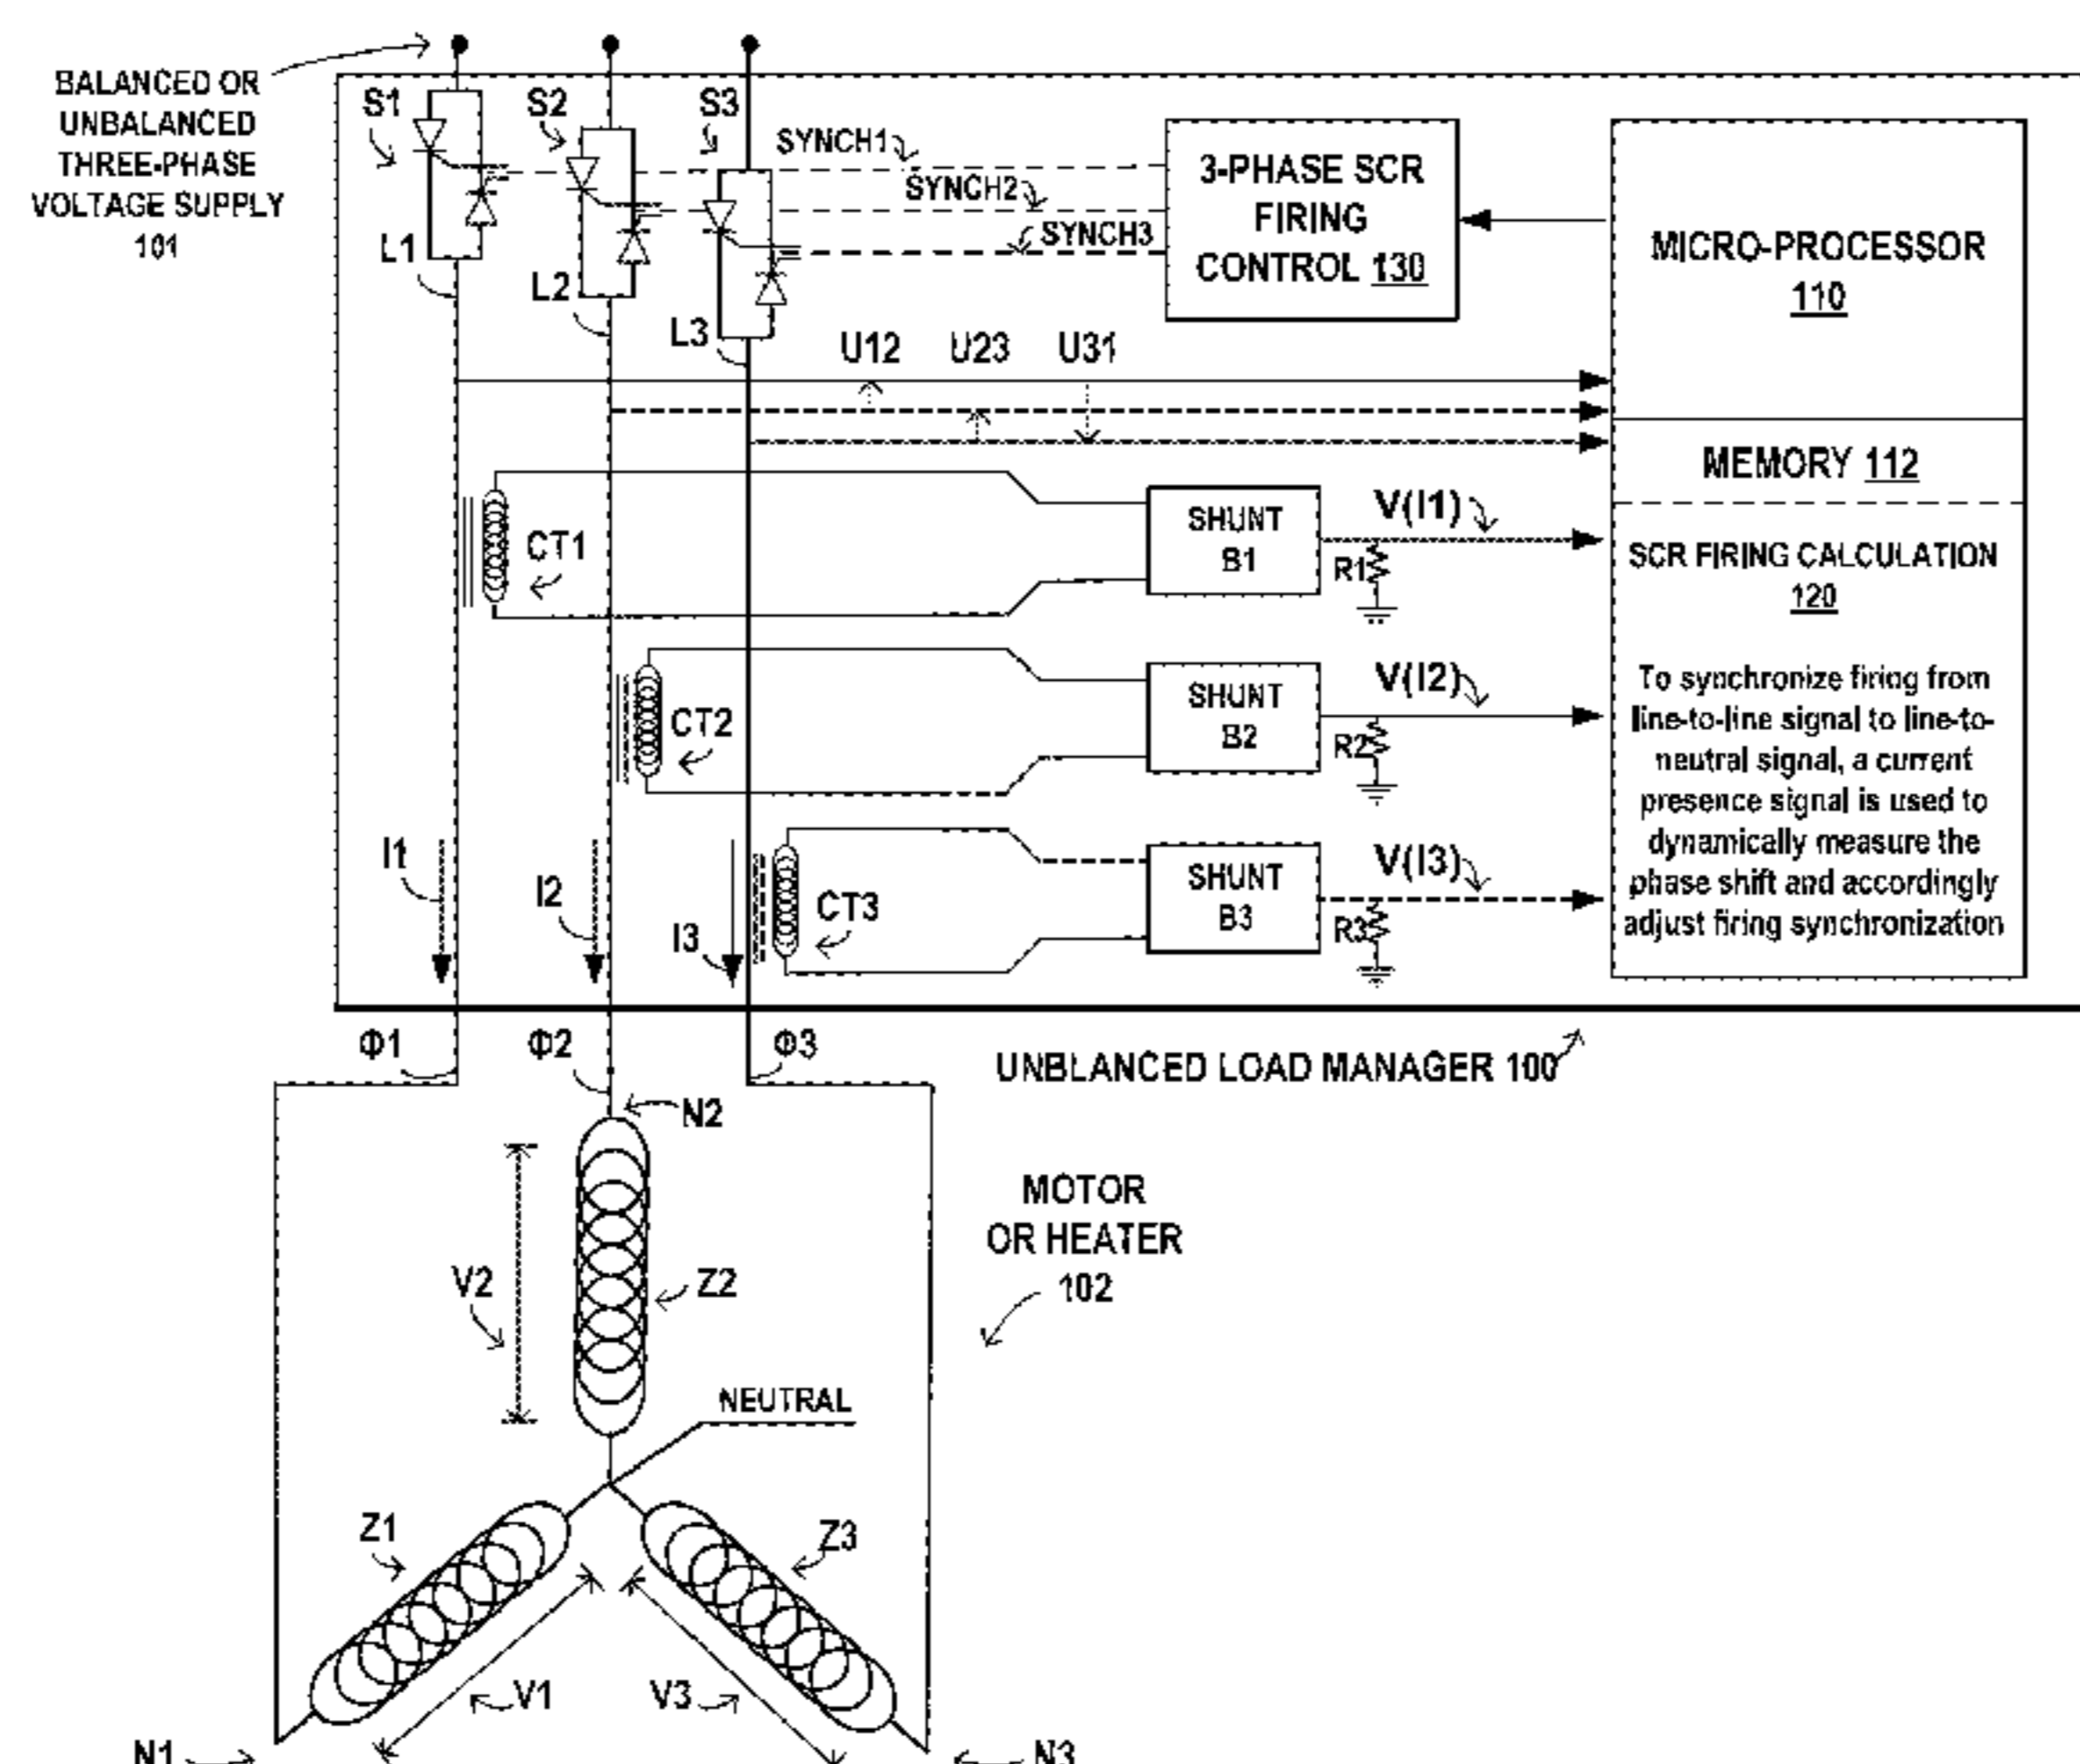 BALANCED OR
UNBALANCED
THREE-PHASE
VOLTAGE SUPPLY
101
S1
S2
S3
L1
L2
L3
SYNCH1
SYNCH2
SYNCH3
3-PHASE SCR
FIRING
CONTROL 130
MICRO-PROCESSOR
110
U12
U23
U31
MEMORY 112
SCR FIRING CALCULATION
120
To synchronize firing from
line-to-line signal to line-to-
neutral signal, a current
presence signal is used to
dynamically measure the
phase shift and accordingly
adjust firing synchronization
CT1
SHUNT
B1
V(I1)
R1
CT2
SHUNT
B2
V(I2)
R2
CT3
SHUNT
B3
V(I3)
R3
I1
I2
I3
Φ1
Φ2
Φ3
UNBLANCED LOAD MANAGER 100
N2
MOTOR
OR HEATER
102
V2
Z2
NEUTRAL
Z1
Z3
V1
V3
N1
N3